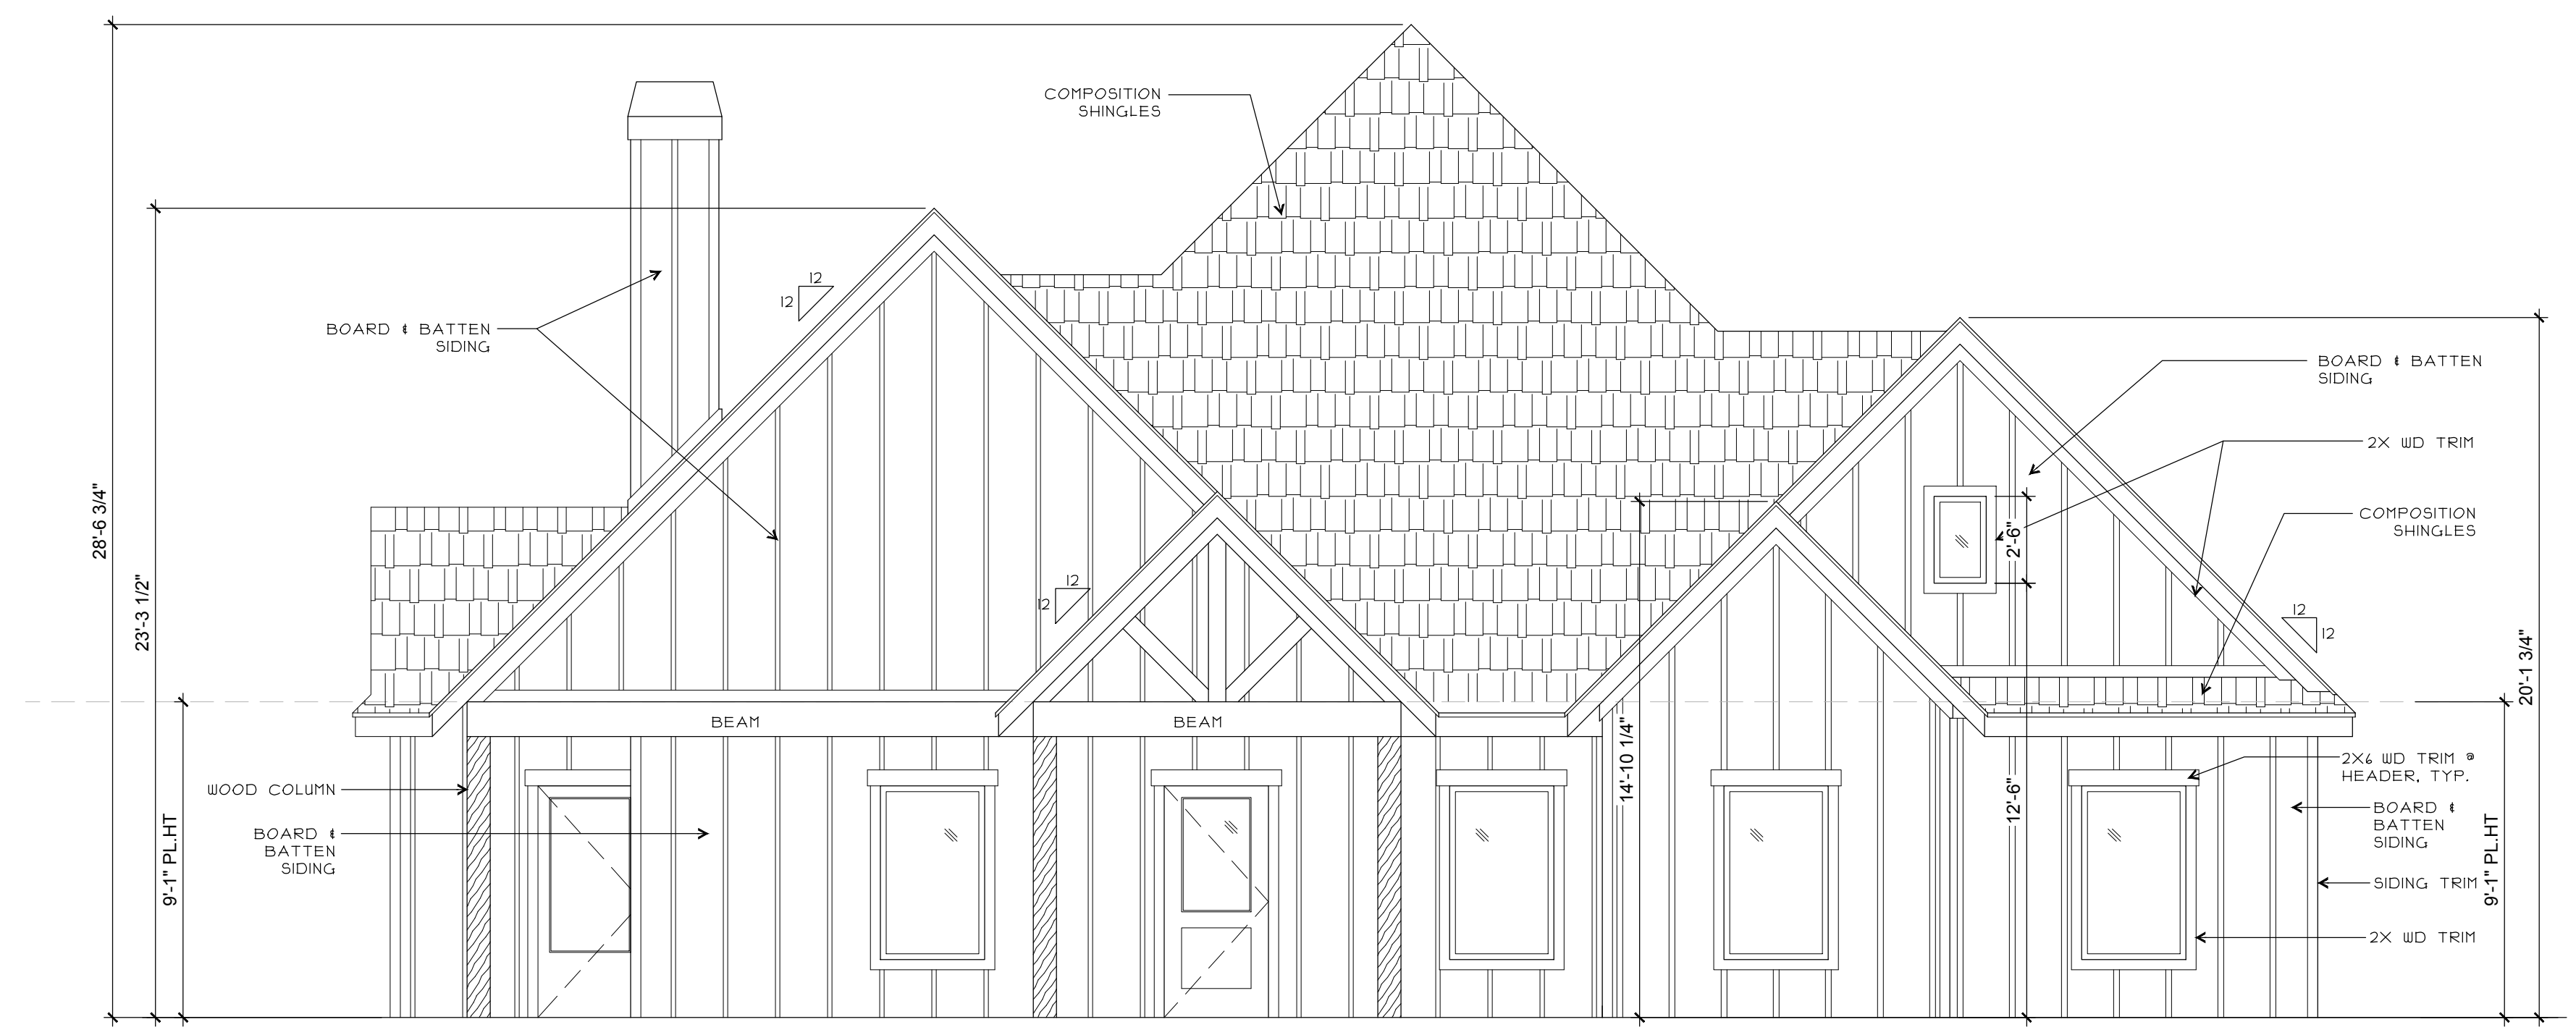 COMPOSITION
SHINGLES
12
12
BOARD & BATTEN
SIDING
BOARD & BATTEN
SIDING
2X WD TRIM
28'-6 3/4"
COMPOSITION
SHINGLES
2'-6"
23'-3 1/2"
12
12
12
12
20'-1 3/4"
BEAM
BEAM
14'-10 1/4"
2X6 WD TRIM @
HEADER, TYP.
WOOD COLUMN
12'-6"
BOARD &
BATTEN
SIDING
BOARD &
BATTEN
SIDING
9'-1" PL.HT
9'-1" PL.HT
SIDING TRIM
2X WD TRIM